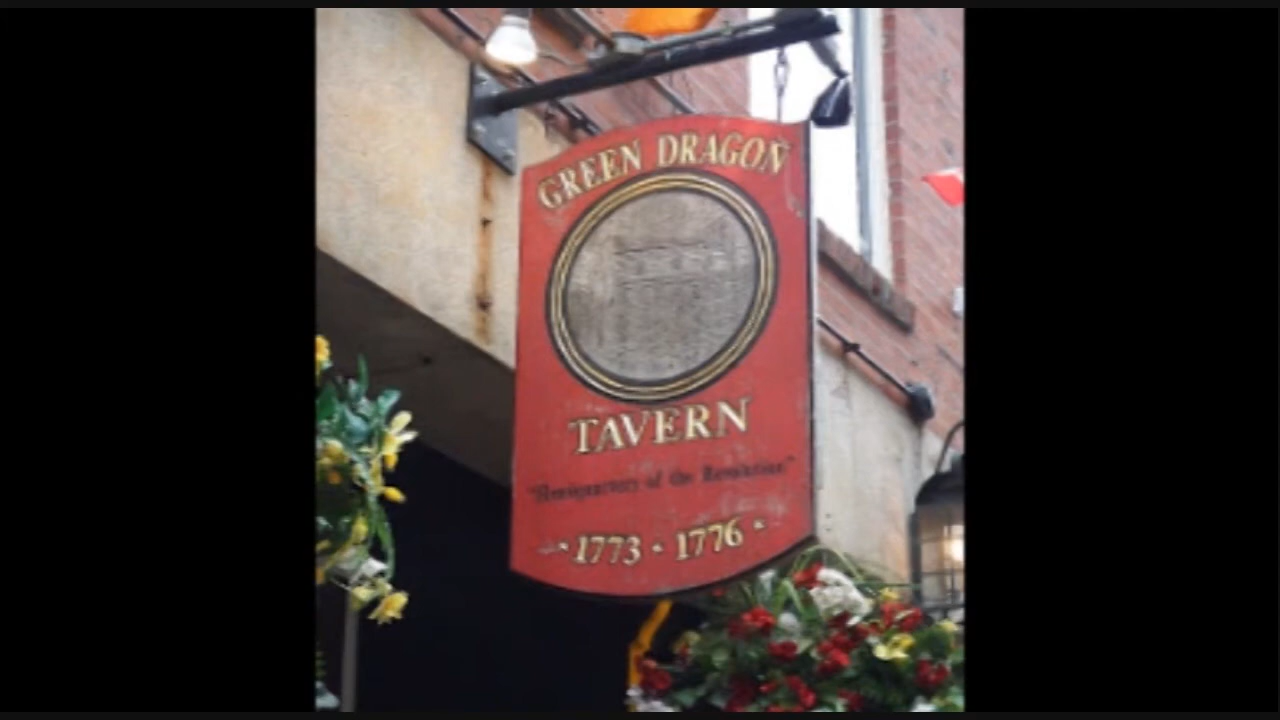 GREEN DRAGON
TAVERN
"Headquarters of the Revolution"
• 1773 • 1776 •